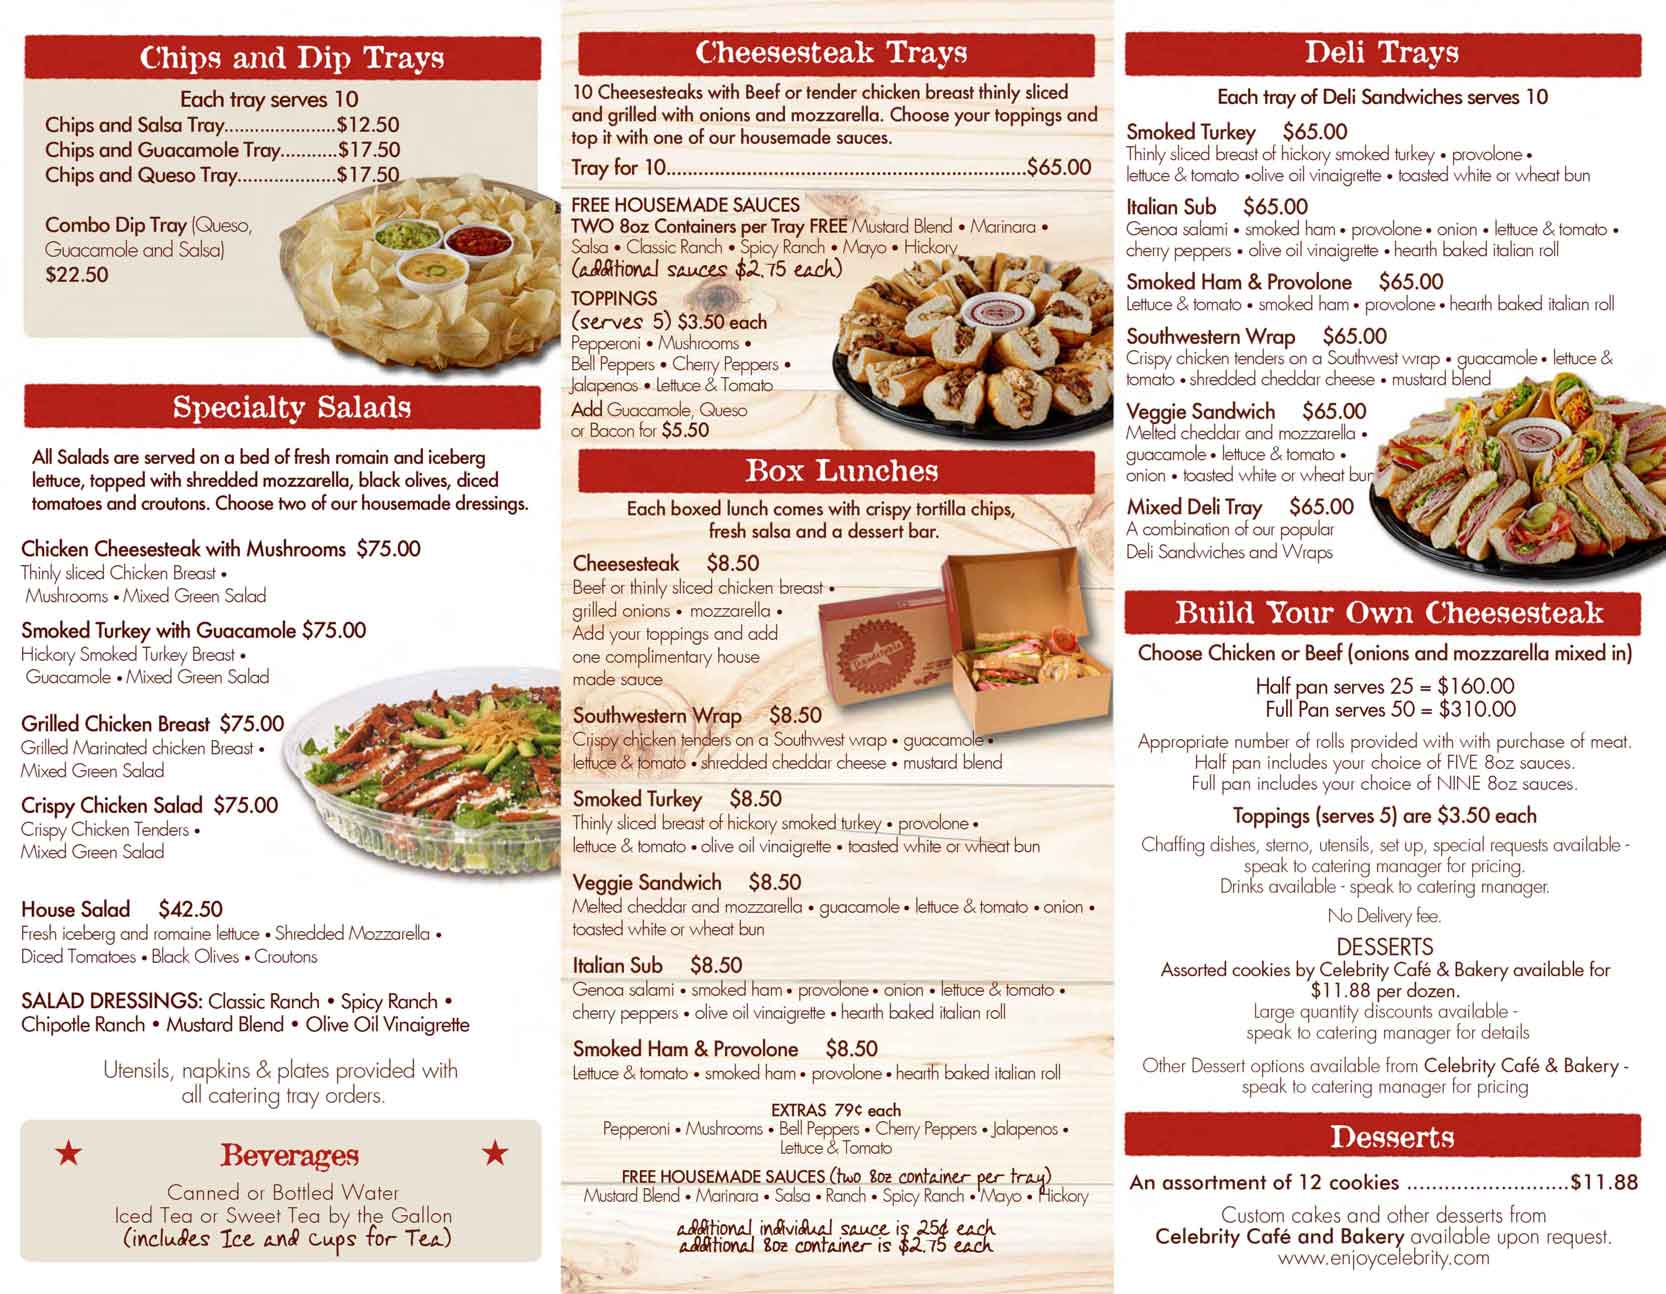 Chips and Dip Trays
Each tray serves 10
Chips and Salsa Tray......................$12.50
Chips and Guacamole Tray...........$17.50
Chips and Queso Tray...................$17.50
Combo Dip Tray (Queso,
Guacamole and Salsa)
$22.50
Specialty Salads
All Salads are served on a bed of fresh romain and iceberg
lettuce, topped with shredded mozzarella, black olives, diced
tomatoes and croutons. Choose two of our housemade dressings.
Chicken Cheesesteak with Mushrooms $75.00
Thinly sliced Chicken Breast •
Mushrooms • Mixed Green Salad
Smoked Turkey with Guacamole $75.00
Hickory Smoked Turkey Breast •
Guacamole • Mixed Green Salad
Grilled Chicken Breast $75.00
Grilled Marinated chicken Breast •
Mixed Green Salad
Crispy Chicken Salad $75.00
Crispy Chicken Tenders •
Mixed Green Salad
House Salad $42.50
Fresh iceberg and romaine lettuce • Shredded Mozzarella •
Diced Tomatoes • Black Olives • Croutons
SALAD DRESSINGS: Classic Ranch • Spicy Ranch •
Chipotle Ranch • Mustard Blend • Olive Oil Vinaigrette
Utensils, napkins & plates provided with
all catering tray orders.
Beverages
Canned or Bottled Water
Iced Tea or Sweet Tea by the Gallon
(includes Ice and cups for Tea)
Cheesesteak Trays
10 Cheesesteaks with Beef or tender chicken breast thinly sliced
and grilled with onions and mozzarella. Choose your toppings and
top it with one of our housemade sauces.
Tray for 10........................................................................$65.00
FREE HOUSEMADE SAUCES
TWO 8oz Containers per Tray FREE Mustard Blend • Marinara •
Salsa • Classic Ranch • Spicy Ranch • Mayo • Hickory
(additional sauces $2.75 each)
TOPPINGS
(serves 5) $3.50 each
Pepperoni • Mushrooms •
Bell Peppers • Cherry Peppers •
Jalapenos • Lettuce & Tomato
Add Guacamole, Queso
or Bacon for $5.50
Box Lunches
Each boxed lunch comes with crispy tortilla chips,
fresh salsa and a dessert bar.
Cheesesteak $8.50
Beef or thinly sliced chicken breast •
grilled onions • mozzarella •
Add your toppings and add
one complimentary house
made sauce
Southwestern Wrap $8.50
Crispy chicken tenders on a Southwest wrap • guacamole •
lettuce & tomato • shredded cheddar cheese • mustard blend
Smoked Turkey $8.50
Thinly sliced breast of hickory smoked turkey • provolone •
lettuce & tomato • olive oil vinaigrette • toasted white or wheat bun
Veggie Sandwich $8.50
Melted cheddar and mozzarella • guacamole • lettuce & tomato • onion •
toasted white or wheat bun
Italian Sub $8.50
Genoa salami • smoked ham • provolone • onion • lettuce & tomato •
cherry peppers • olive oil vinaigrette • hearth baked italian roll
Smoked Ham & Provolone $8.50
Lettuce & tomato • smoked ham • provolone • hearth baked italian roll
EXTRAS 79¢ each
Pepperoni • Mushrooms • Bell Peppers • Cherry Peppers • Jalapenos •
Lettuce & Tomato
FREE HOUSEMADE SAUCES (two 8oz container per tray)
Mustard Blend • Marinara • Salsa • Ranch • Spicy Ranch • Mayo • Hickory
additional individual sauce is 25¢ each
additional 8oz container is $2.75 each
Deli Trays
Each tray of Deli Sandwiches serves 10
Smoked Turkey $65.00
Thinly sliced breast of hickory smoked turkey • provolone •
lettuce & tomato •olive oil vinaigrette • toasted white or wheat bun
Italian Sub $65.00
Genoa salami • smoked ham • provolone • onion • lettuce & tomato •
cherry peppers • olive oil vinaigrette • hearth baked italian roll
Smoked Ham & Provolone $65.00
Lettuce & tomato • smoked ham • provolone • hearth baked italian roll
Southwestern Wrap $65.00
Crispy chicken tenders on a Southwest wrap • guacamole • lettuce &
tomato • shredded cheddar cheese • mustard blend
Veggie Sandwich $65.00
Melted cheddar and mozzarella •
guacamole • lettuce & tomato •
onion • toasted white or wheat bun
Mixed Deli Tray $65.00
A combination of our popular
Deli Sandwiches and Wraps
Build Your Own Cheesesteak
Choose Chicken or Beef (onions and mozzarella mixed in)
Half pan serves 25 = $160.00
Full Pan serves 50 = $310.00
Appropriate number of rolls provided with with purchase of meat.
Half pan includes your choice of FIVE 8oz sauces.
Full pan includes your choice of NINE 8oz sauces.
Toppings (serves 5) are $3.50 each
Chaffing dishes, sterno, utensils, set up, special requests available -
speak to catering manager for pricing.
Drinks available - speak to catering manager.
No Delivery fee.
DESSERTS
Assorted cookies by Celebrity Café & Bakery available for
$11.88 per dozen.
Large quantity discounts available -
speak to catering manager for details
Other Dessert options available from Celebrity Café & Bakery -
speak to catering manager for pricing
Desserts
An assortment of 12 cookies ..........................$11.88
Custom cakes and other desserts from
Celebrity Café and Bakery available upon request.
www.enjoycelebrity.com